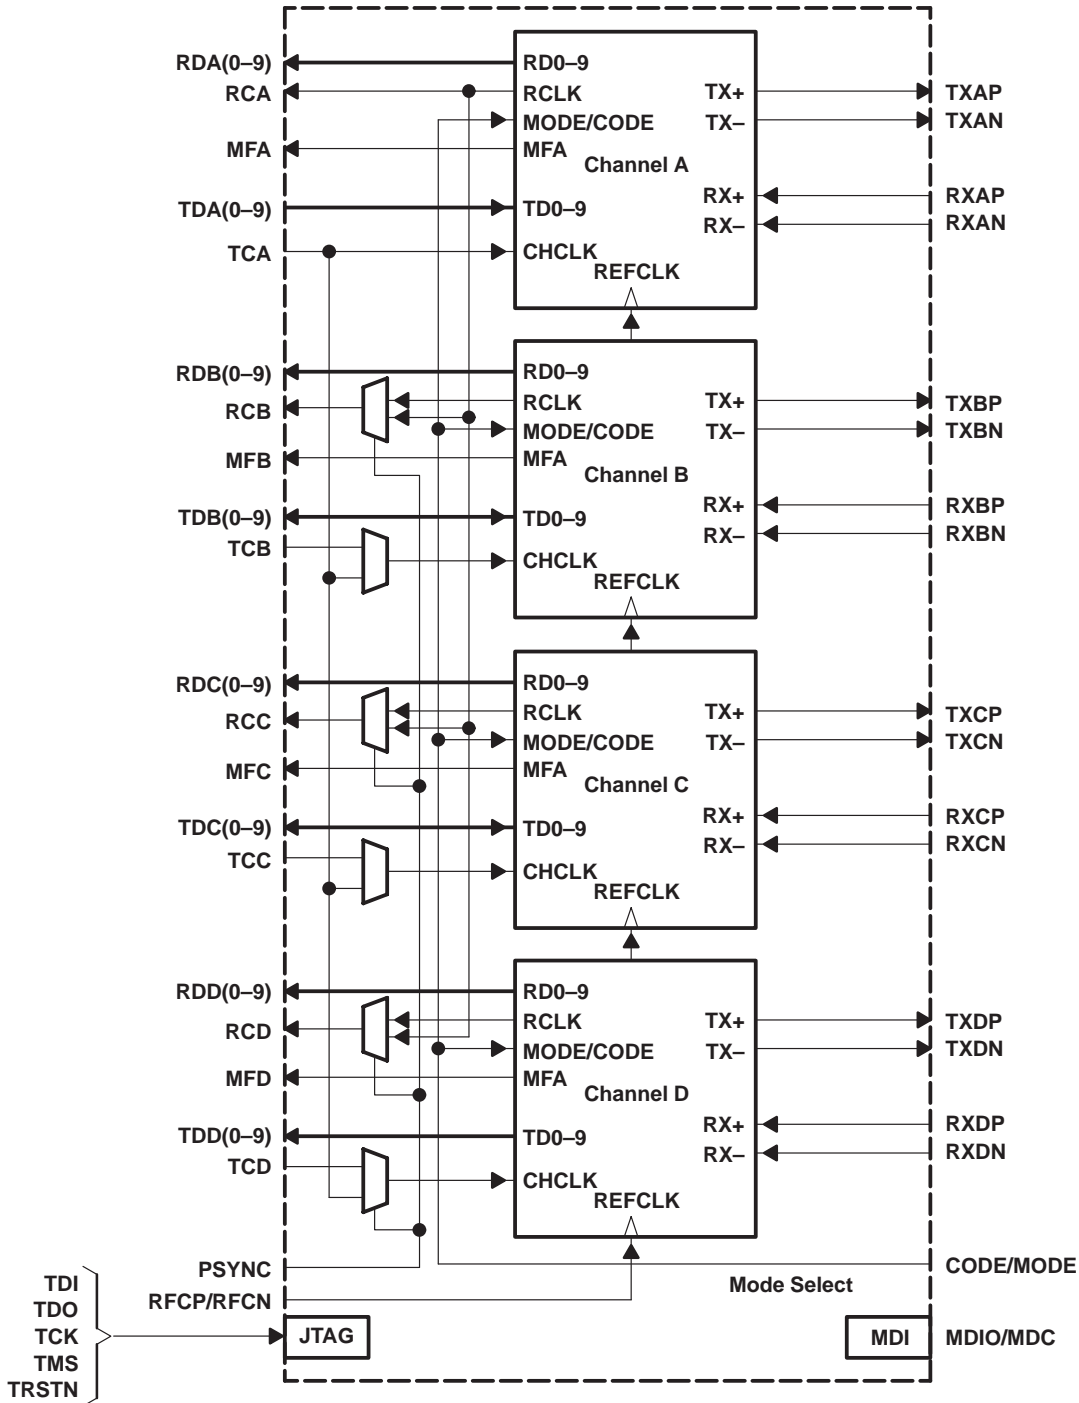 RDA(0–9)
RCA
MFA
TDA(0–9)
TCA
RD0–9
RCLK
MODE/CODE
MFA
Channel A
TD0–9
CHCLK
REFCLK
TX+
TX–
RX+
RX–
TXAP
TXAN
RXAP
RXAN
RDB(0–9)
RCB
MFB
TDB(0–9)
TCB
RD0–9
RCLK
MODE/CODE
MFA
Channel B
TD0–9
CHCLK
REFCLK
TX+
TX–
RX+
RX–
TXBP
TXBN
RXBP
RXBN
RDC(0–9)
RCC
MFC
TDC(0–9)
TCC
RD0–9
RCLK
MODE/CODE
MFA
Channel C
TD0–9
CHCLK
REFCLK
TX+
TX–
RX+
RX–
TXCP
TXCN
RXCP
RXCN
RDD(0–9)
RCD
MFD
TDD(0–9)
TCD
RD0–9
RCLK
MODE/CODE
MFA
Channel D
TD0–9
CHCLK
REFCLK
TX+
TX–
RX+
RX–
TXDP
TXDN
RXDP
RXDN
PSYNC
RFCP/RFCN
Mode Select
CODE/MODE
TDI
TDO
TCK
TMS
TRSTN
JTAG
MDI
MDIO/MDC